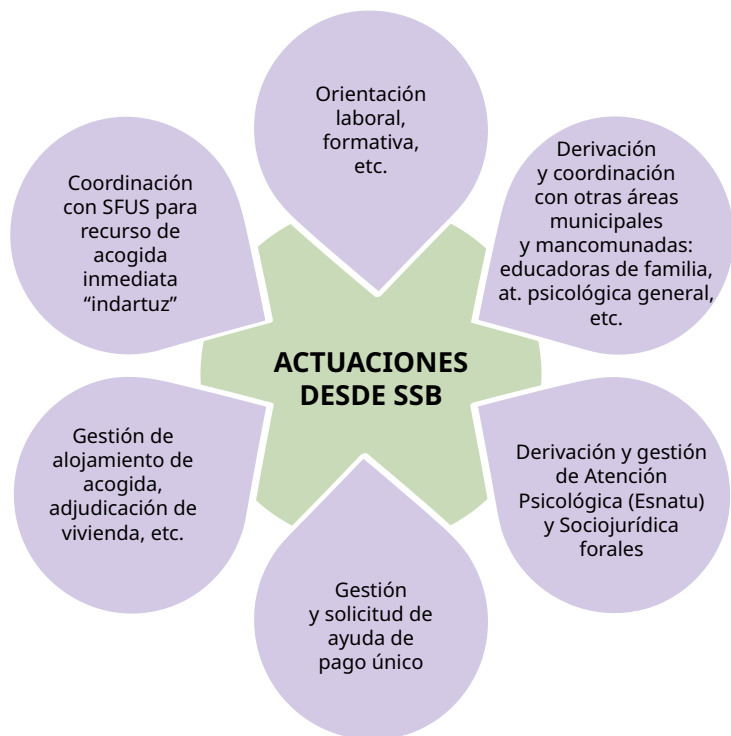 Orientación
laboral,
formativa,
etc.
Derivación
y coordinación
con otras áreas
municipales
y mancomunadas:
educadoras de familia,
at. psicológica general,
etc.
Coordinación
con SFUS para
recurso de
acogida
inmediata
“indartuz”
ACTUACIONES
DESDE SSB
Gestión de
alojamiento de
acogida,
adjudicación de
vivienda, etc.
Derivación y gestión
de Atención
Psicológica (Esnatu)
y Sociojurídica
forales
Gestión
y solicitud de
ayuda de
pago único